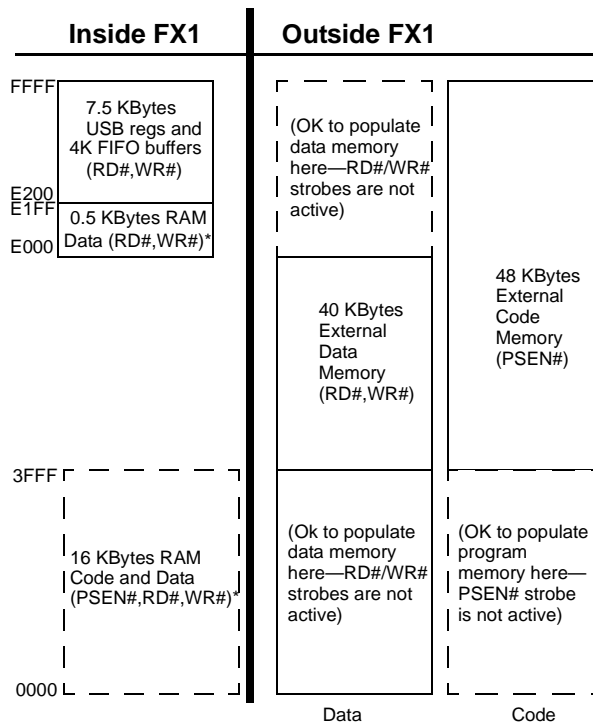 Inside FX1
Outside FX1
FFFF
7.5 KBytes
USB regs and
4K FIFO buffers
(RD#,WR#)
E200
E1FF
0.5 KBytes RAM
Data (RD#,WR#)*
E000
(OK to populate
data memory
here—RD#/WR#
strobes are not
active)
40 KBytes
External
Data
Memory
(RD#,WR#)
48 KBytes
External
Code
Memory
(PSEN#)
3FFF
16 KBytes RAM
Code and Data
(PSEN#,RD#,WR#)*
(Ok to populate
data memory
here—RD#/WR#
strobes are not
active)
(OK to populate
program
memory here—
PSEN# strobe
is not active)
0000
Data
Code